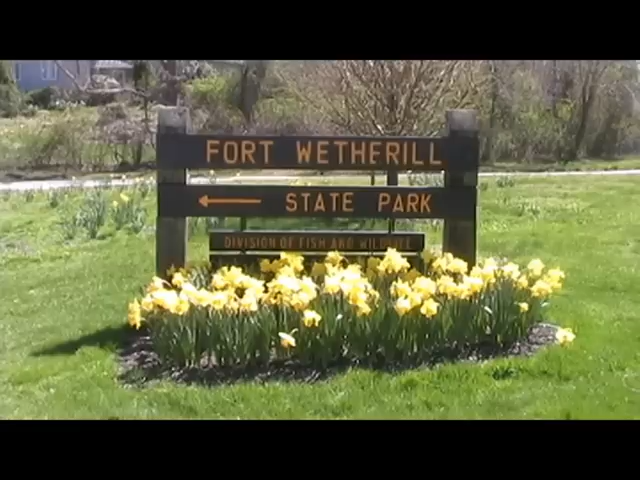 FORT WETHERILL
← STATE PARK
DIVISION OF FISH AND WILDLIFE